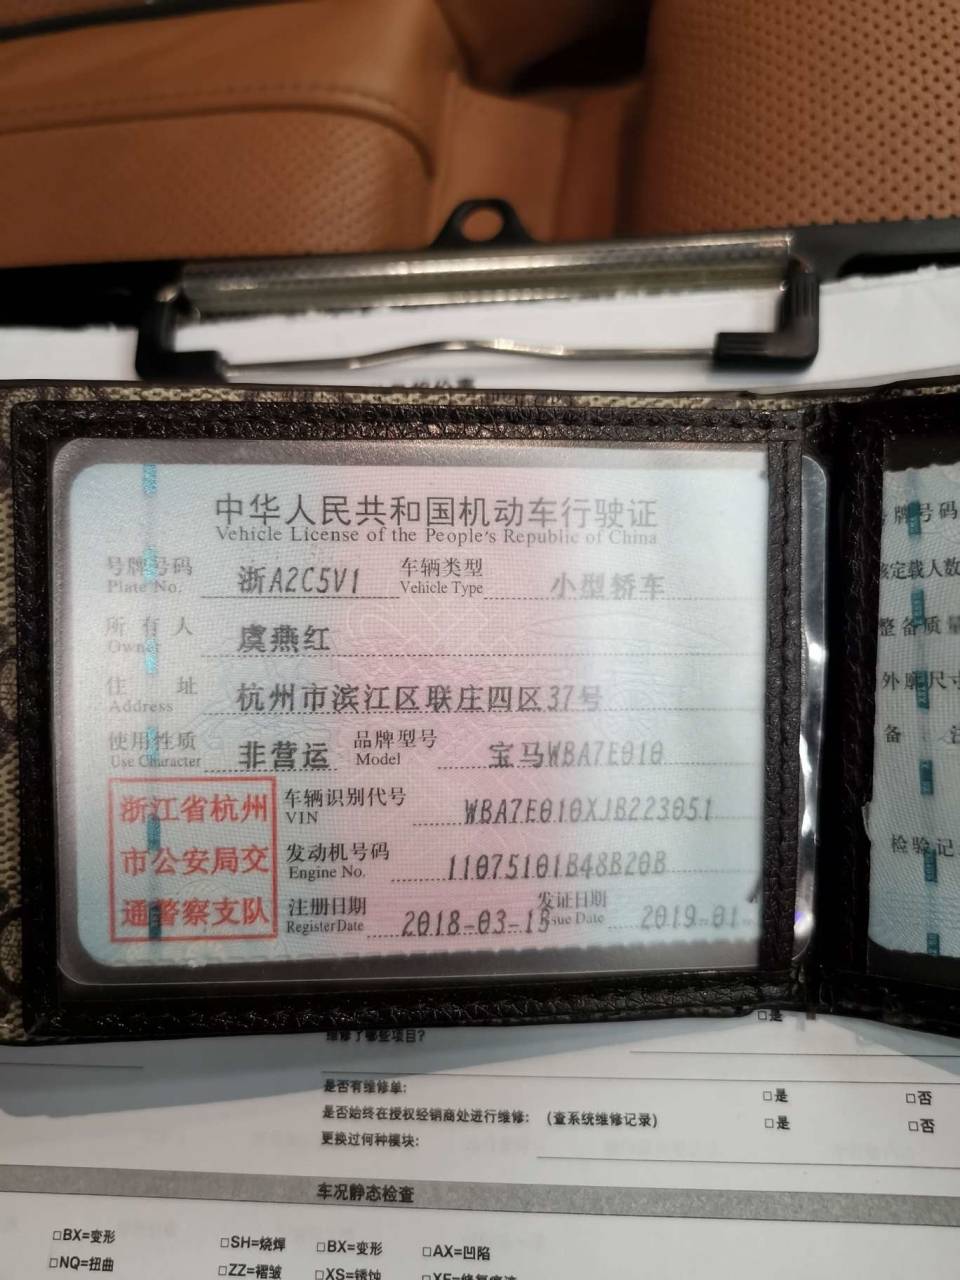 中华人民共和国机动车行驶证
Vehicle License of the People's Republic of China
号牌号码 浙A2C5V1 车辆类型 小型轿车
Plate No. Vehicle Type
所有人 虞燕红
Owner
住址 杭州市滨江区联庄四区37号
Address
使用性质 非营运 品牌型号 宝马WBA7E010
Use Character Model
浙江省杭州
市公安局交
通警察支队
车辆识别代号 WBA7E010XJB223051
VIN
发动机号码 11075101B48B20B
Engine No.
注册日期 2018-03-15 发证日期 2019-01-
Register Date Issue Date
号牌号码
核定载人数
整备质量
外廓尺寸
备 注
检验记
□是
维修了哪些项目?
是否有维修单: □是 □否
是否始终在授权经销商处进行维修: (查系统维修记录) □是 □否
更换过何种模块:
车况静态检查
□BX=变形 □SH=烧焊 □BX=变形 □AX=凹陷
□NQ=扭曲 □ZZ=褶皱 □XS=锈蚀